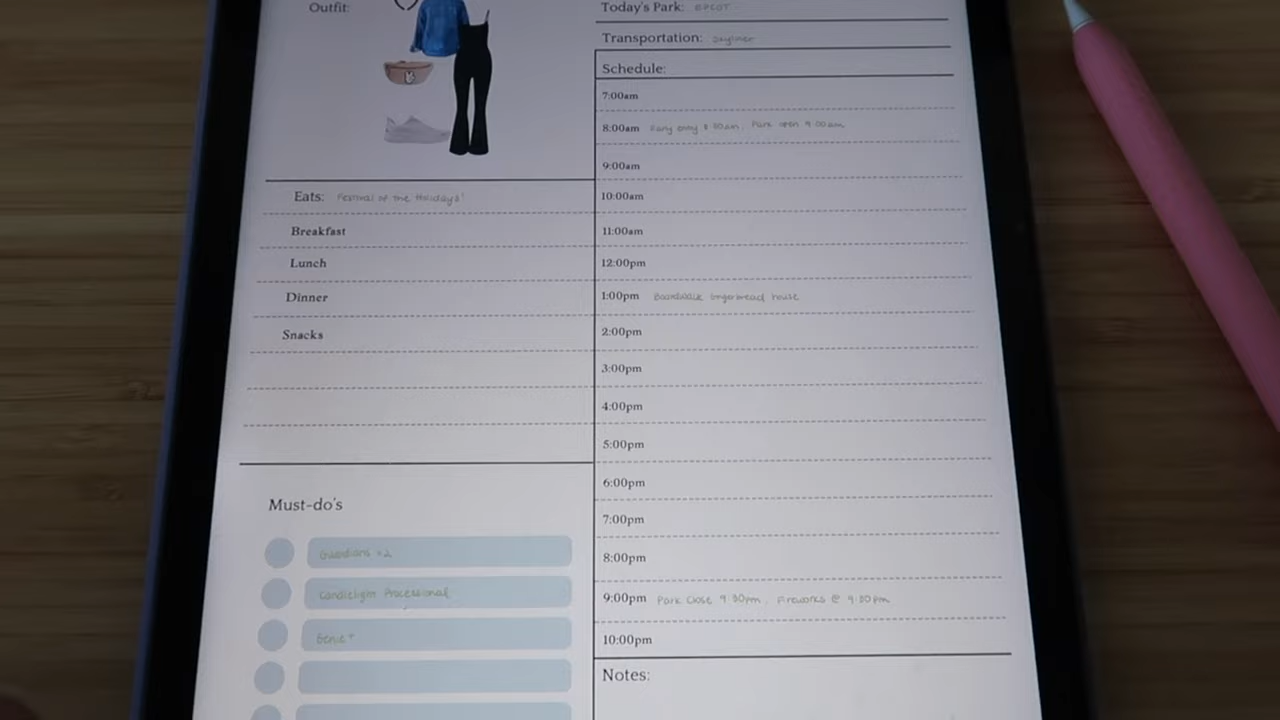 Outfit:
Eats: Festival of the Holidays!
Breakfast
Lunch
Dinner
Snacks
Must-do's
Guardians x2
Candlelight Processional
Genie+
Today's Park: EPCOT
Transportation: Skyliner
Schedule:
7:00am
8:00am Early entry 8:30am, Park open 9:00am
9:00am
10:00am
11:00am
12:00pm
1:00pm Boardwalk Gingerbread house
2:00pm
3:00pm
4:00pm
5:00pm
6:00pm
7:00pm
8:00pm
9:00pm Park Close 9:30pm, Fireworks @ 9:30pm
10:00pm
Notes: